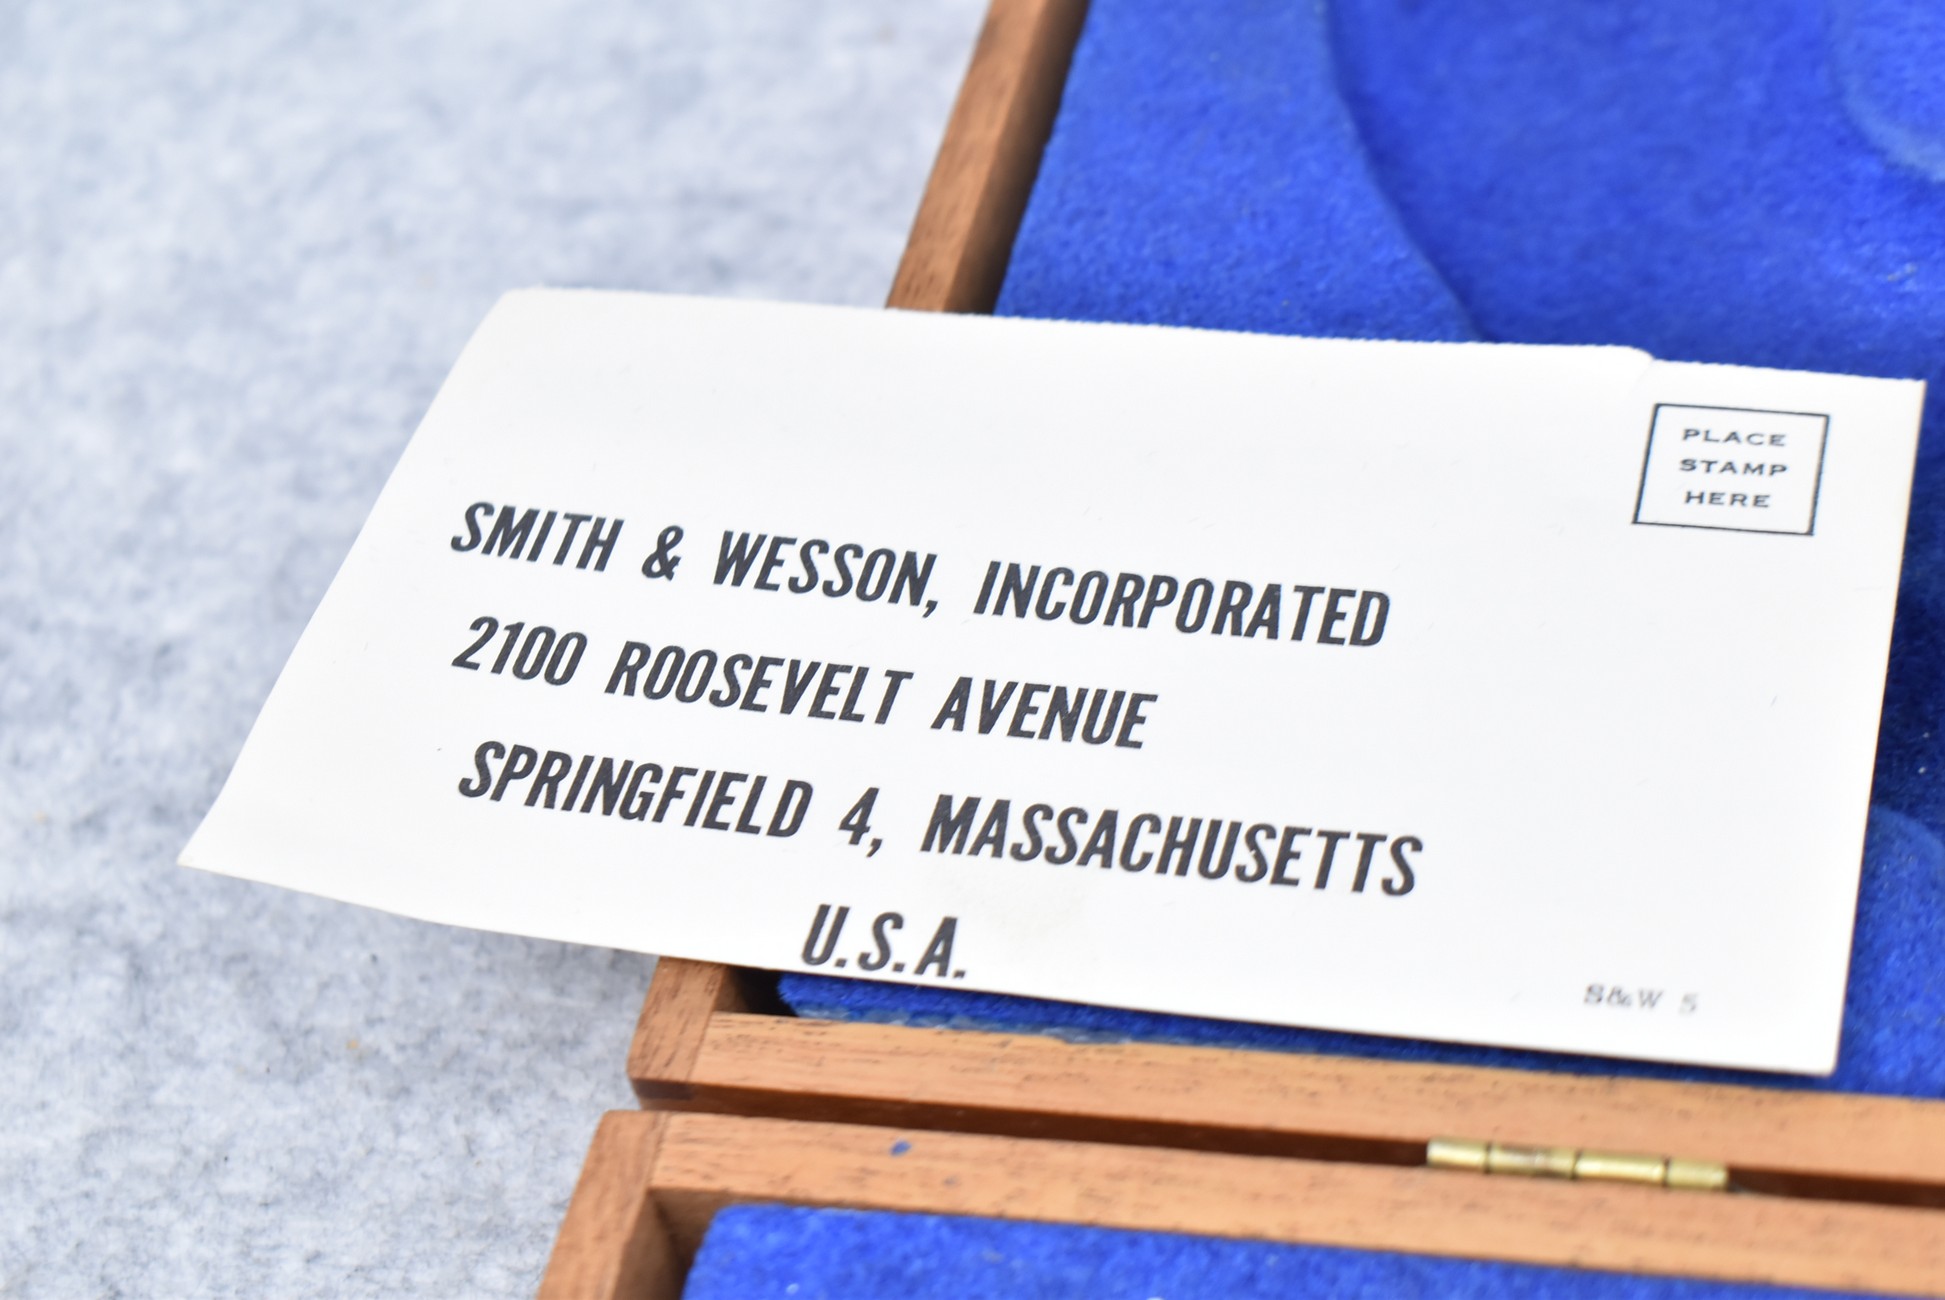 PLACE
STAMP
HERE
SMITH & WESSON, INCORPORATED
2100 ROOSEVELT AVENUE
SPRINGFIELD 4, MASSACHUSETTS
U.S.A.
S&W 5